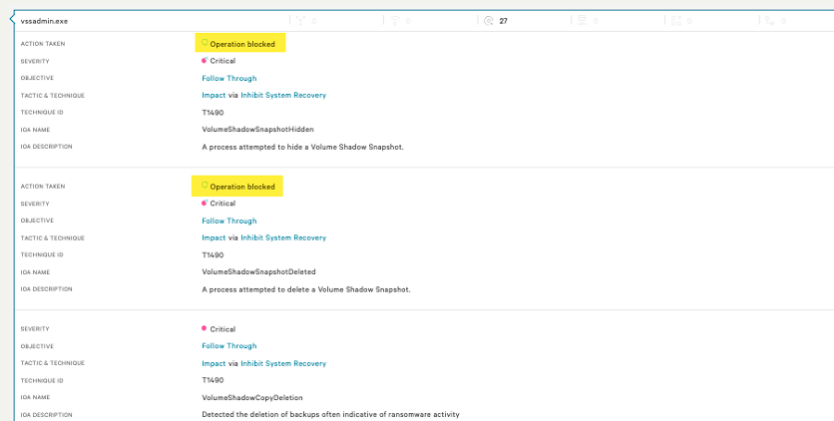 vssadmin.exe 0 0 27 0 0 0
ACTION TAKEN Operation blocked
SEVERITY Critical
OBJECTIVE Follow Through
TACTIC & TECHNIQUE Impact via Inhibit System Recovery
TECHNIQUE ID T1490
IOA NAME VolumeShadowSnapshotHidden
IOA DESCRIPTION A process attempted to hide a Volume Shadow Snapshot.
ACTION TAKEN Operation blocked
SEVERITY Critical
OBJECTIVE Follow Through
TACTIC & TECHNIQUE Impact via Inhibit System Recovery
TECHNIQUE ID T1490
IOA NAME VolumeShadowSnapshotDeleted
IOA DESCRIPTION A process attempted to delete a Volume Shadow Snapshot.
SEVERITY Critical
OBJECTIVE Follow Through
TACTIC & TECHNIQUE Impact via Inhibit System Recovery
TECHNIQUE ID T1490
IOA NAME VolumeShadowCopyDeletion
IOA DESCRIPTION Detected the deletion of backups often indicative of ransomware activity